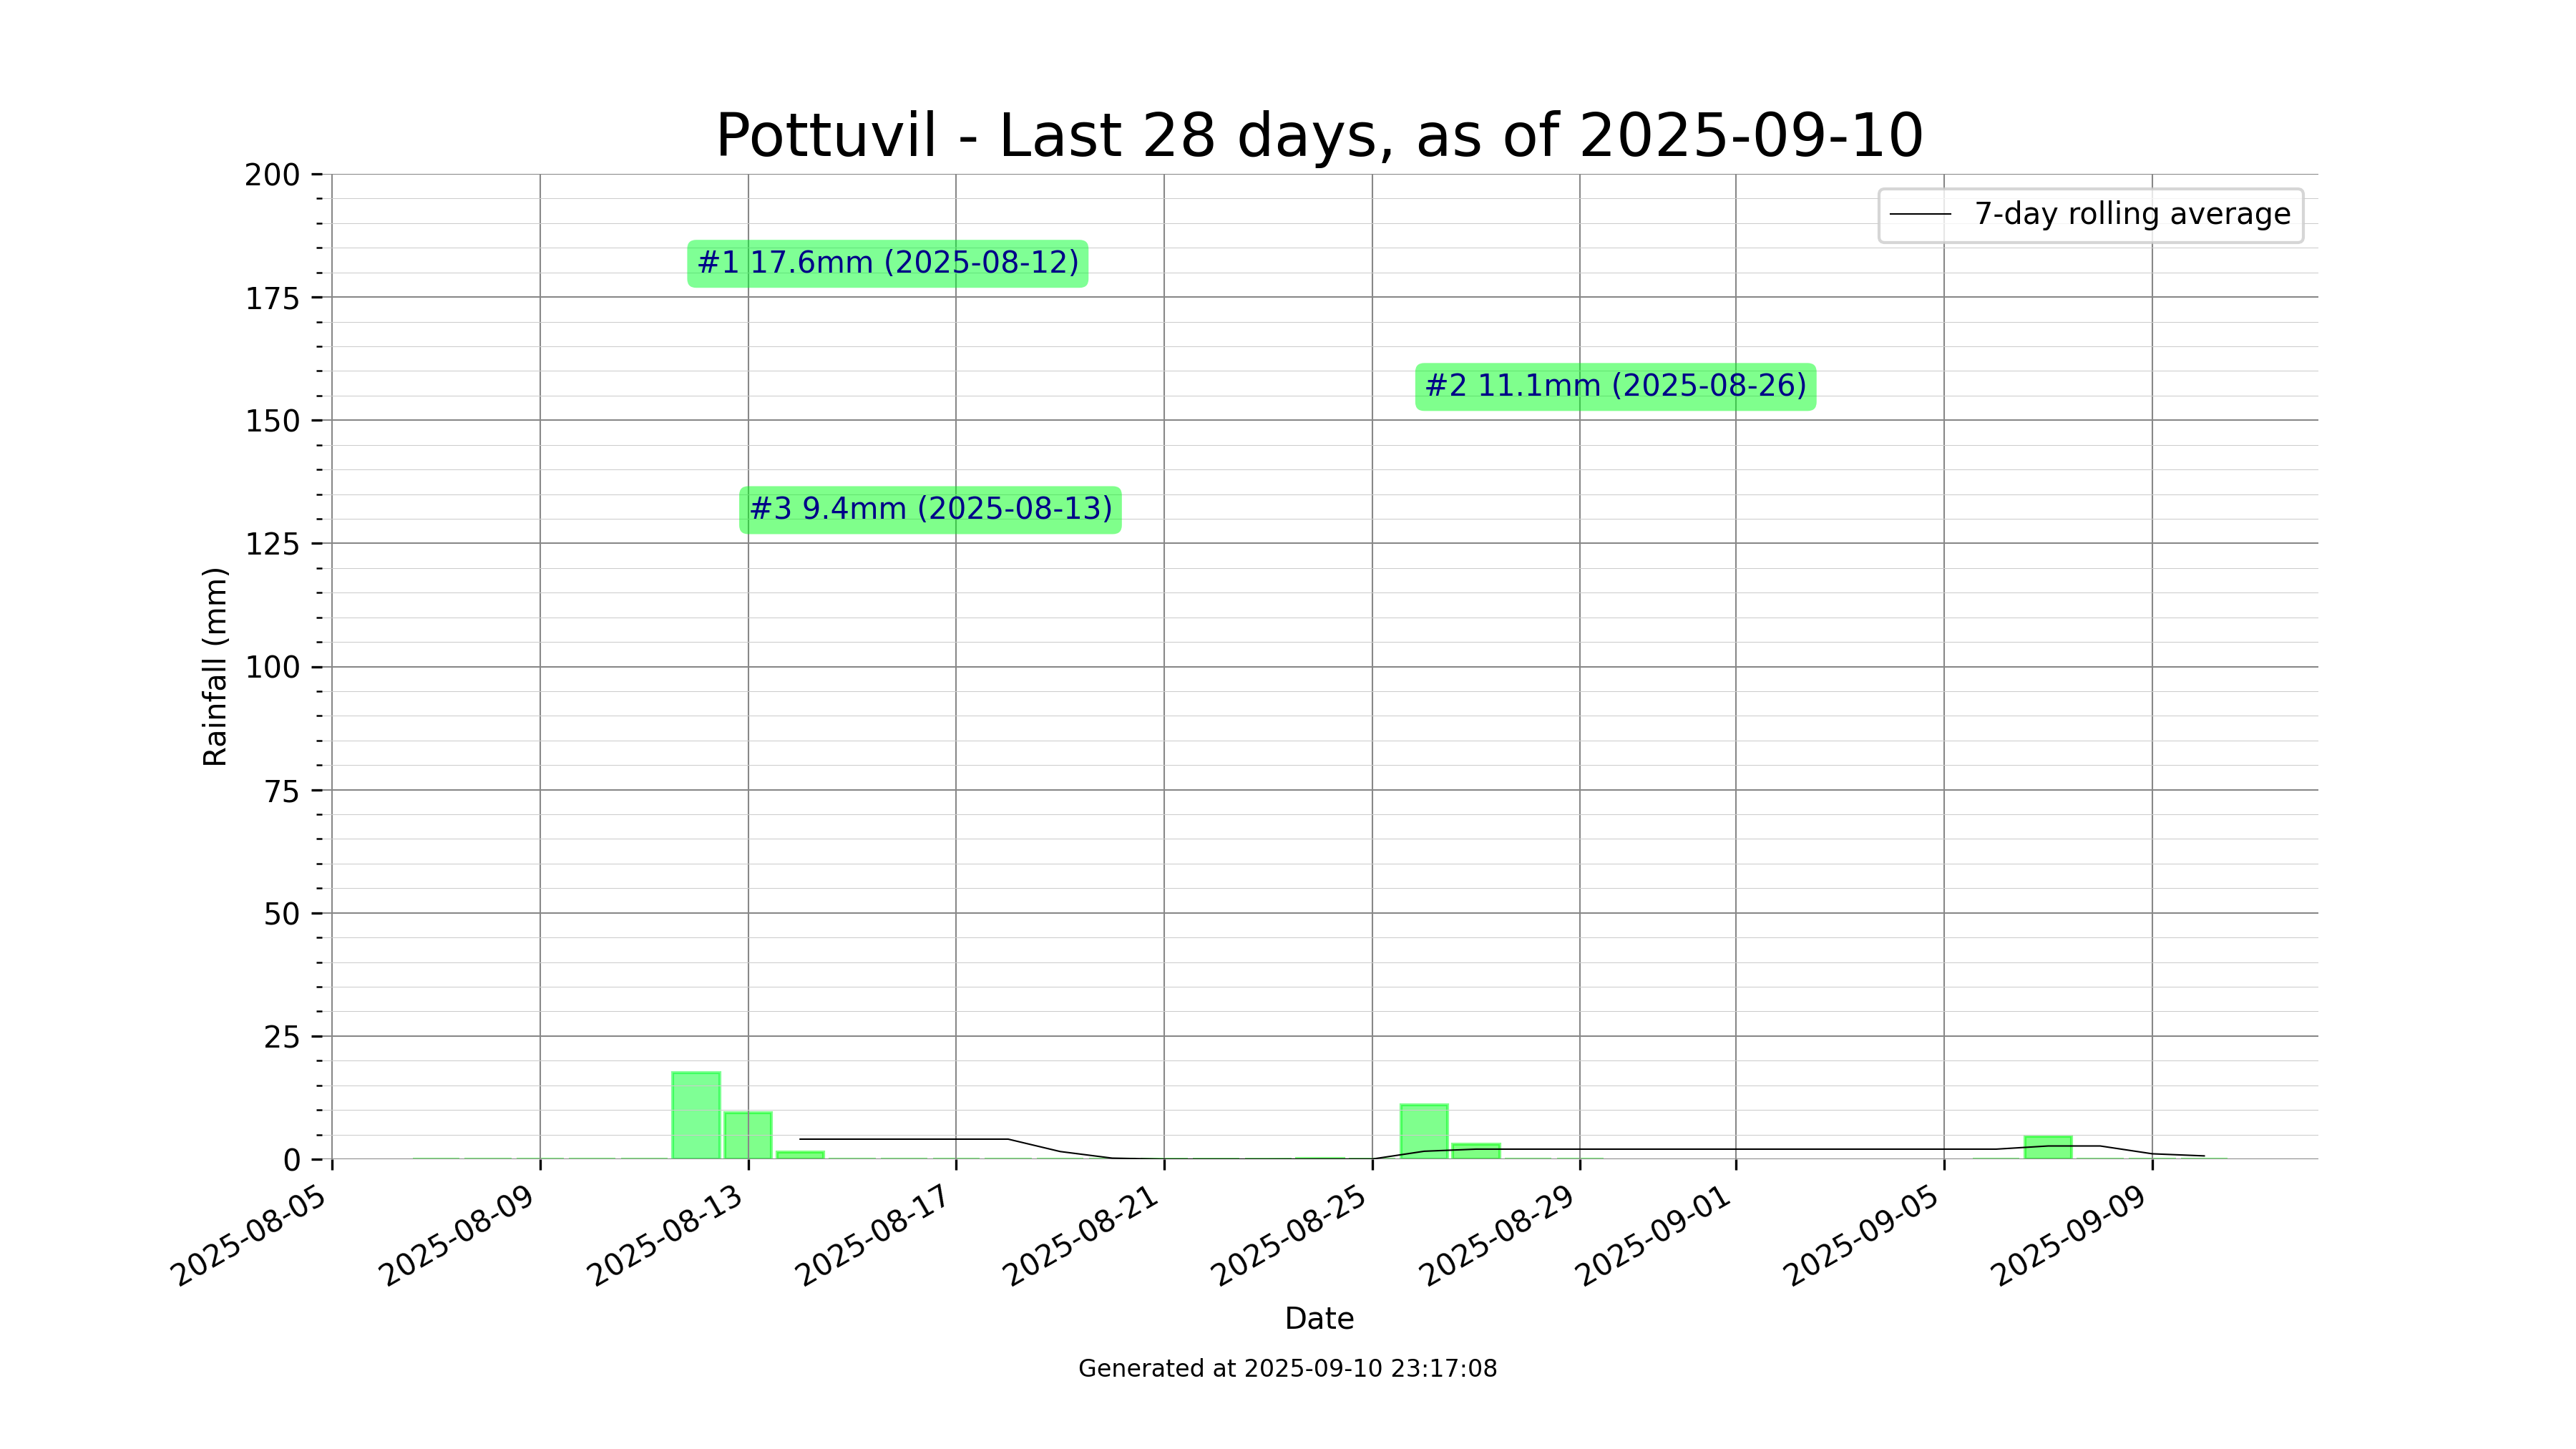 Pottuvil - Last 28 days, as of 2025-09-10
7-day rolling average
#1 17.6mm (2025-08-12)
#2 11.1mm (2025-08-26)
#3 9.4mm (2025-08-13)
Rainfall (mm)
200
175
150
125
100
75
50
25
0
2025-08-05
2025-08-09
2025-08-13
2025-08-17
2025-08-21
2025-08-25
2025-08-29
2025-09-01
2025-09-05
2025-09-09
Date
Generated at 2025-09-10 23:17:08